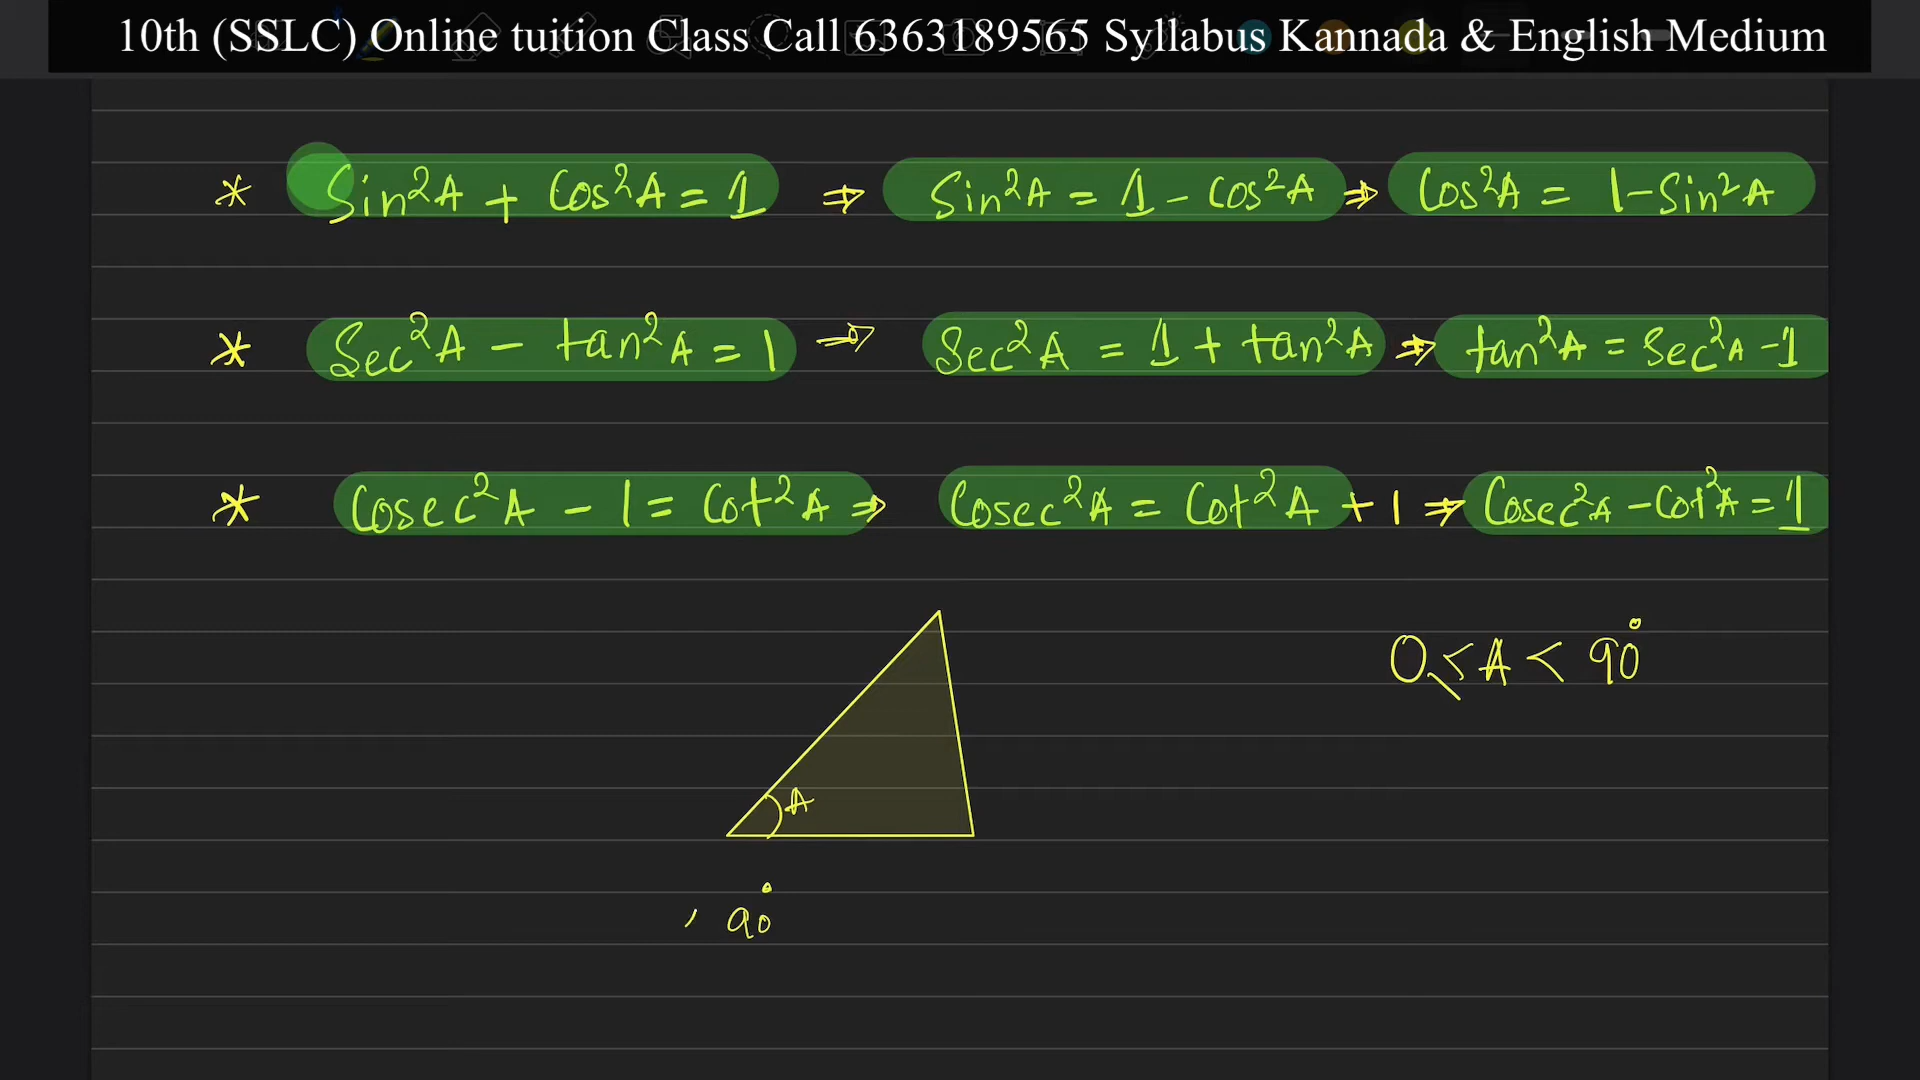 10th (SSLC) Online tuition Class Call 6363189565 Syllabus Kannada & English Medium
* Sin²A + Cos²A = 1 ⇒ Sin²A = 1 - Cos²A ⇒ Cos²A = 1 - Sin²A
* Sec²A - tan²A = 1 ⇒ Sec²A = 1 + tan²A ⇒ tan²A = Sec²A - 1
* Cosec²A - 1 = Cot²A ⇒ Cosec²A = Cot²A + 1 ⇒ Cosec²A - Cot²A = 1
0 ≤ A < 90°
A
, 90°